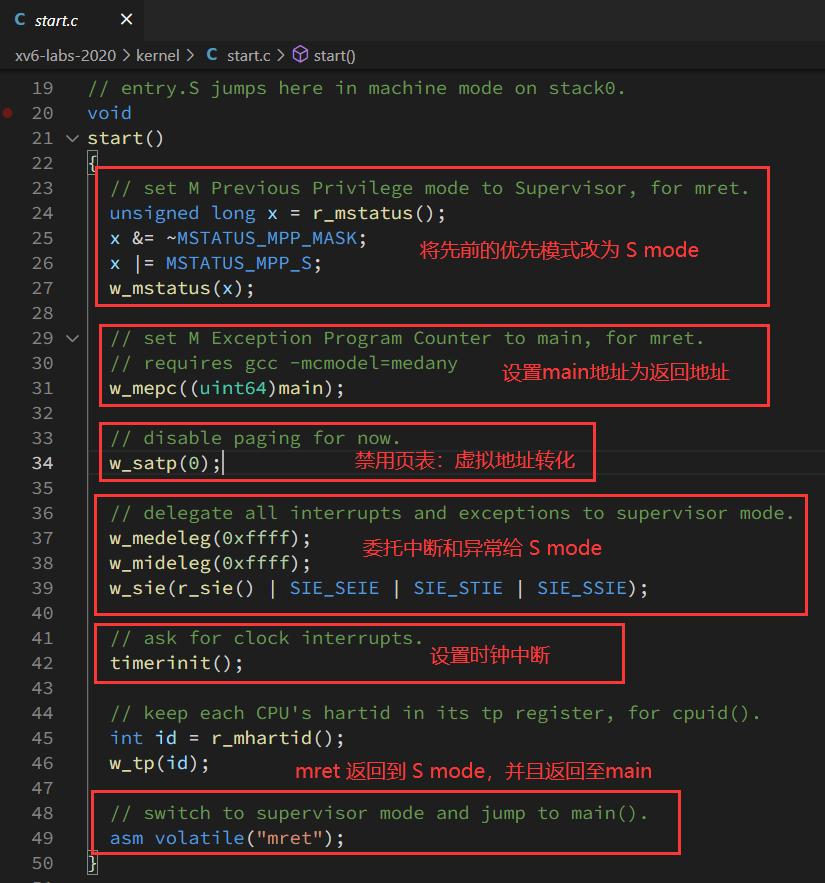 C start.c ×
xv6-labs-2020 > kernel > C start.c > start()
19 // entry.S jumps here in machine mode on stack0.
20 void
21 start()
22 {
23 // set M Previous Privilege mode to Supervisor, for mret.
24 unsigned long x = r_mstatus();
25 x &= ~MSTATUS_MPP_MASK;
将先前的优先模式改为 S mode
26 x |= MSTATUS_MPP_S;
27 w_mstatus(x);
28
29 // set M Exception Program Counter to main, for mret.
30 // requires gcc -mcmodel=medany
设置main地址为返回地址
31 w_mepc((uint64)main);
32
33 // disable paging for now.
34 w_satp(0); 禁用页表：虚拟地址转化
35
36 // delegate all interrupts and exceptions to supervisor mode.
37 w_medeleg(0xffff);
委托中断和异常给 S mode
38 w_mideleg(0xffff);
39 w_sie(r_sie() | SIE_SEIE | SIE_STIE | SIE_SSIE);
40
41 // ask for clock interrupts.
42 timerinit(); 设置时钟中断
43
44 // keep each CPU's hartid in its tp register, for cpuid().
45 int id = r_mhartid();
46 w_tp(id);
mret 返回到 S mode，并且返回至main
47
48 // switch to supervisor mode and jump to main().
49 asm volatile("mret");
50 }